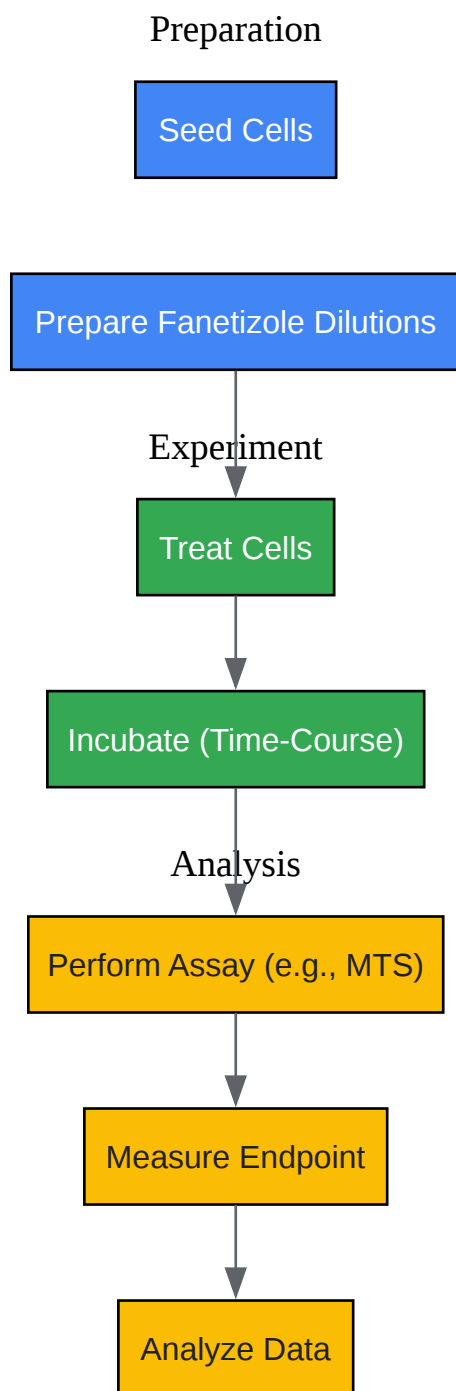 Preparation
Seed Cells
Prepare Fanetizole Dilutions
Experiment
Treat Cells
Incubate (Time-Course)
Analysis
Perform Assay (e.g., MTS)
Measure Endpoint
Analyze Data